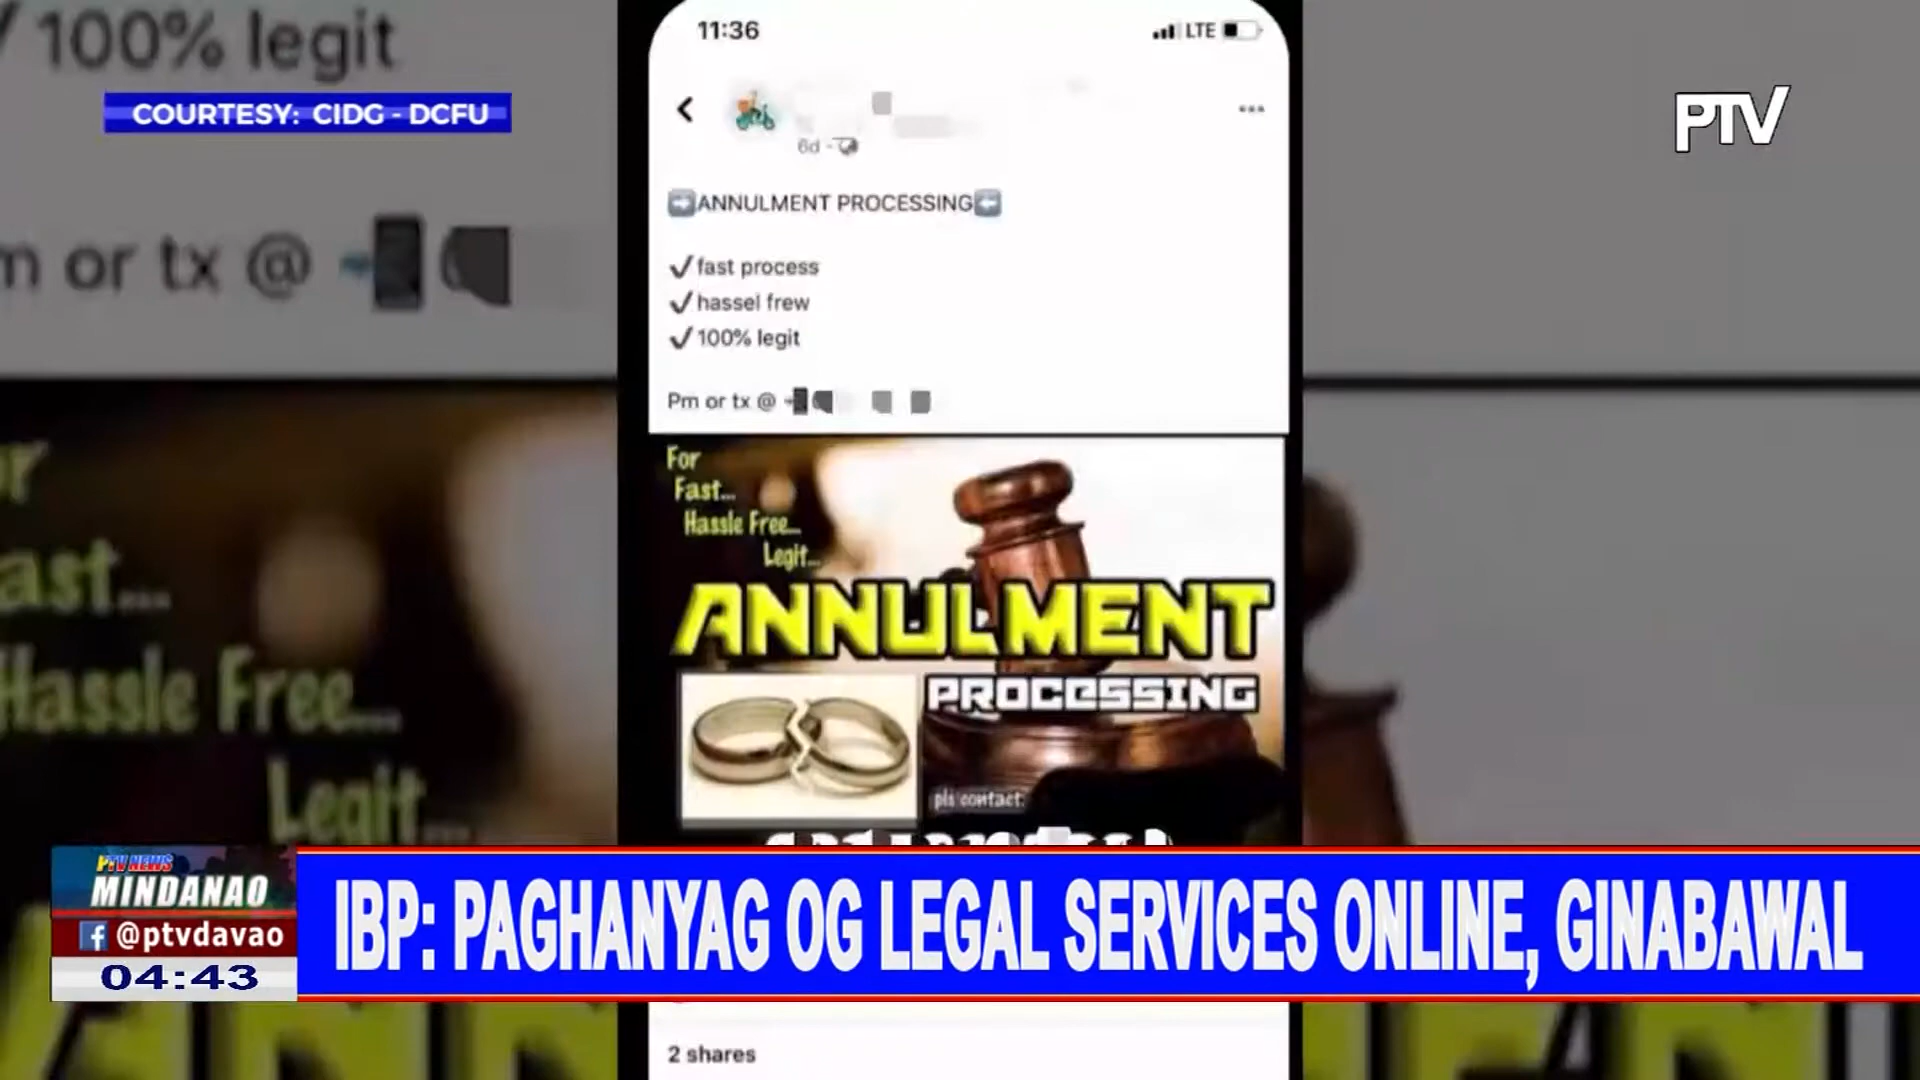 100% legit
COURTESY: CIDG - DCFU
m or tx @
11:36
LTE
PTV
6d
ANNULMENT PROCESSING
fast process
hassel frew
100% legit
Pm or tx @
For
Fast...
Hassle Free...
Legit...
ANNULMENT
PROCESSING
pls contact:
or
ast...
Hassle Free...
Legit...
PTV NEWS
MINDANAO
@ptvdavao
04:43
IBP: PAGHANYAG OG LEGAL SERVICES ONLINE, GINABAWAL
2 shares